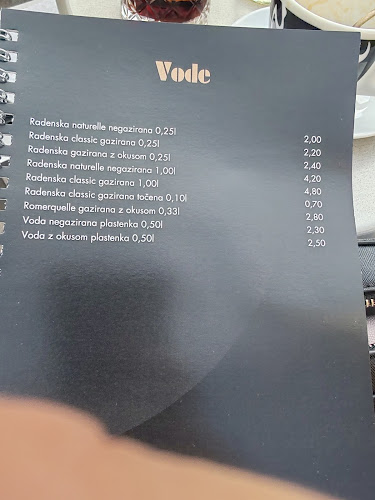 Vode
Radenska naturelle negazirana 0,25l 2,00
Radenska classic gazirana 0,25l 2,20
Radenska gazirana z okusom 0,25l 2,40
Radenska naturelle negazirana 1,00l 4,20
Radenska classic gazirana 1,00l 4,80
Radenska classic gazirana točena 0,10l 0,70
Romerquelle gazirana z okusom 0,33l 2,80
Voda negazirana plastenka 0,50l 2,30
Voda z okusom plastenka 0,50l 2,50